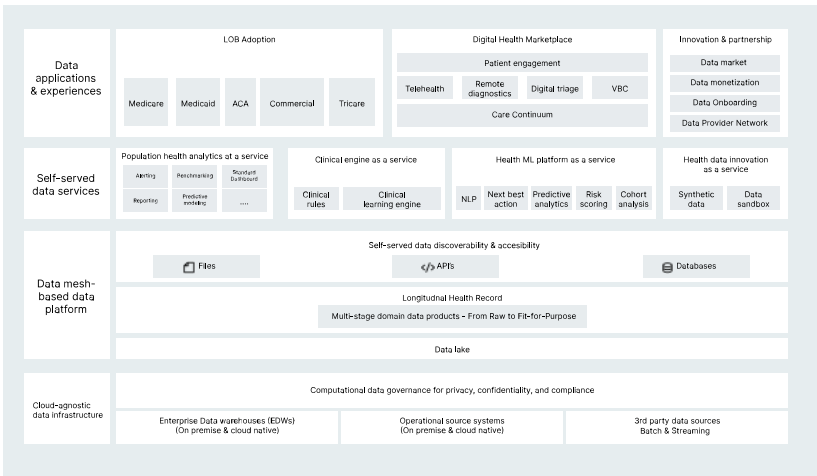 Data
applications
& experiences
LOB Adoption
Medicare
Medicaid
ACA
Commercial
Tricare
Digital Health Marketplace
Patient engagement
Telehealth
Remote
diagnostics
Digital triage
VBC
Care Continuum
Innovation & partnership
Data market
Data monetization
Data Onboarding
Data Provider Network
Self-served
data services
Population health analytics at a service
Alerting
Benchmarking
Standard
Dashboard
Reporting
Predictive
modeling
....
Clinical engine as a service
Clinical
rules
Clinical
learning engine
Health ML platform as a service
NLP
Next best
action
Predictive
analytics
Risk
scoring
Cohort
analysis
Health data innovation
as a service
Synthetic
data
Data
sandbox
Data mesh-
based data
platform
Self-served data discoverability & accesibility
Files
</> API's
Databases
Longitudnal Health Record
Multi-stage domain data products - From Raw to Fit-for-Purpose
Data lake
Cloud-agnostic
data infrastructure
Computational data governance for privacy, confidentiality, and compliance
Enterprise Data warehouses (EDWs)
(On premise & cloud native)
Operational source systems
(On premise & cloud native)
3rd party data sources
Batch & Streaming